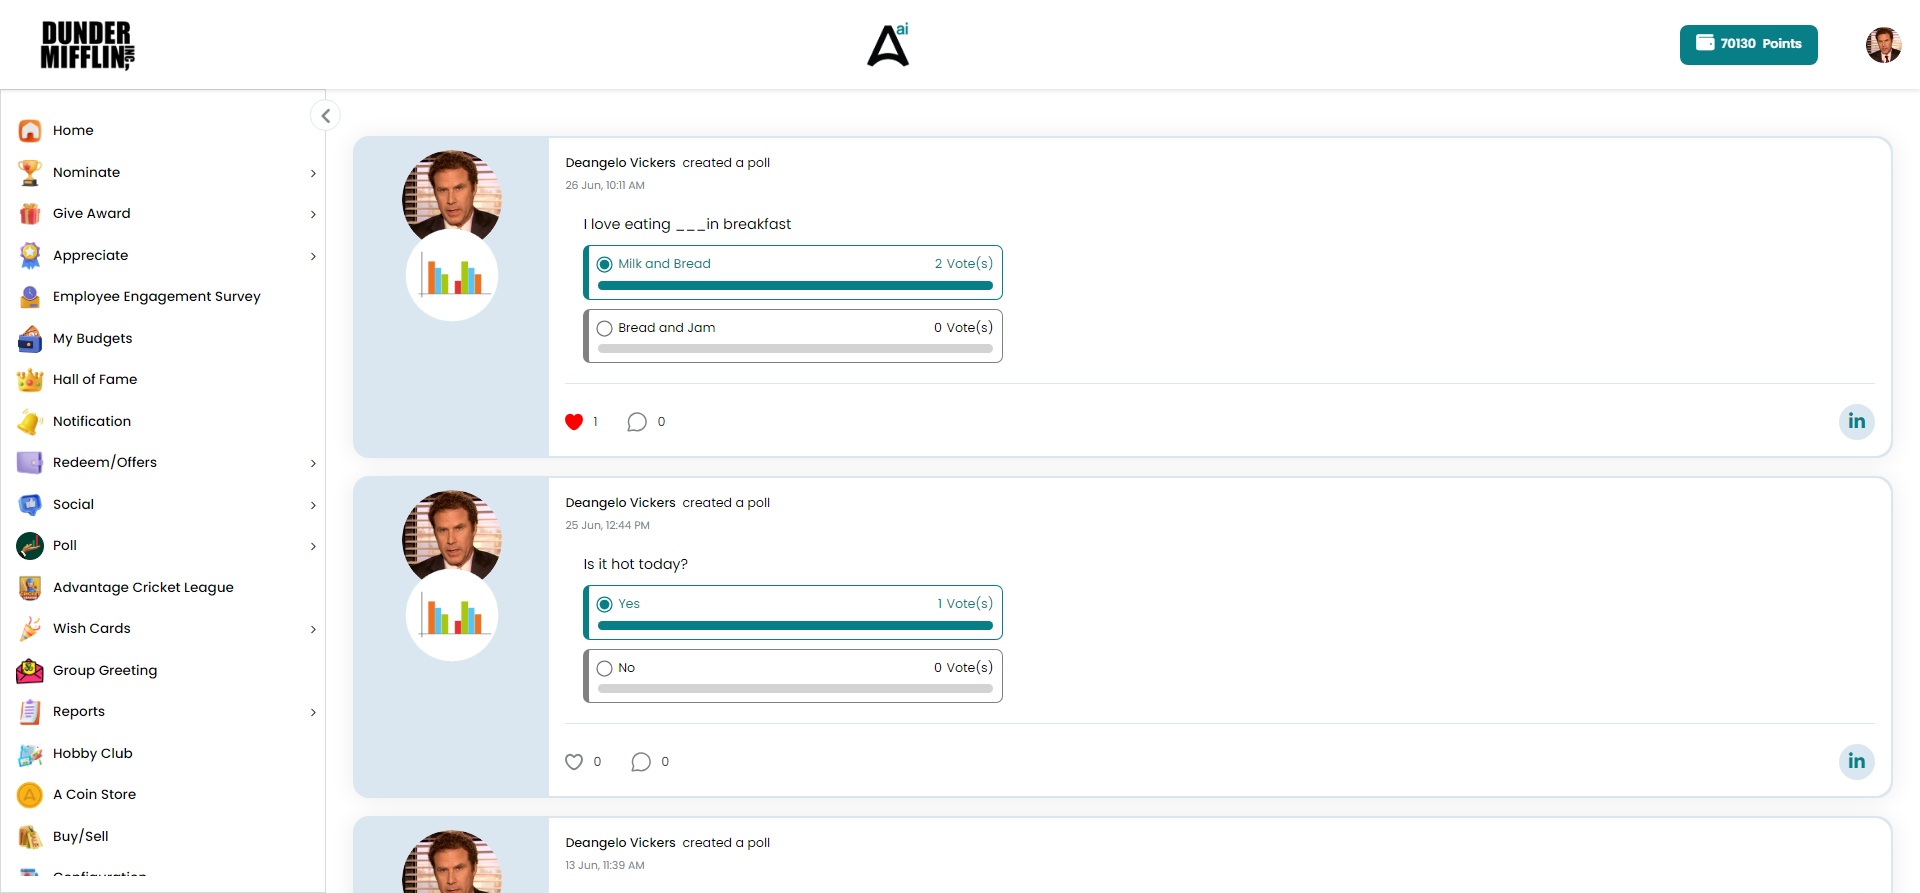 DUNDER
MIFFLIN INC,
ai
70130 Points
Home
Nominate
Give Award
Appreciate
Employee Engagement Survey
My Budgets
Hall of Fame
Notification
Redeem/Offers
Social
Poll
Advantage Cricket League
Wish Cards
Group Greeting
Reports
Hobby Club
A Coin Store
Buy/Sell
Configuration
Deangelo Vickers created a poll
26 Jun, 10:11 AM
I love eating ___in breakfast
Milk and Bread 2 Vote(s)
Bread and Jam 0 Vote(s)
1 0
in
Deangelo Vickers created a poll
25 Jun, 12:44 PM
Is it hot today?
Yes 1 Vote(s)
No 0 Vote(s)
0 0
in
Deangelo Vickers created a poll
13 Jun, 11:39 AM